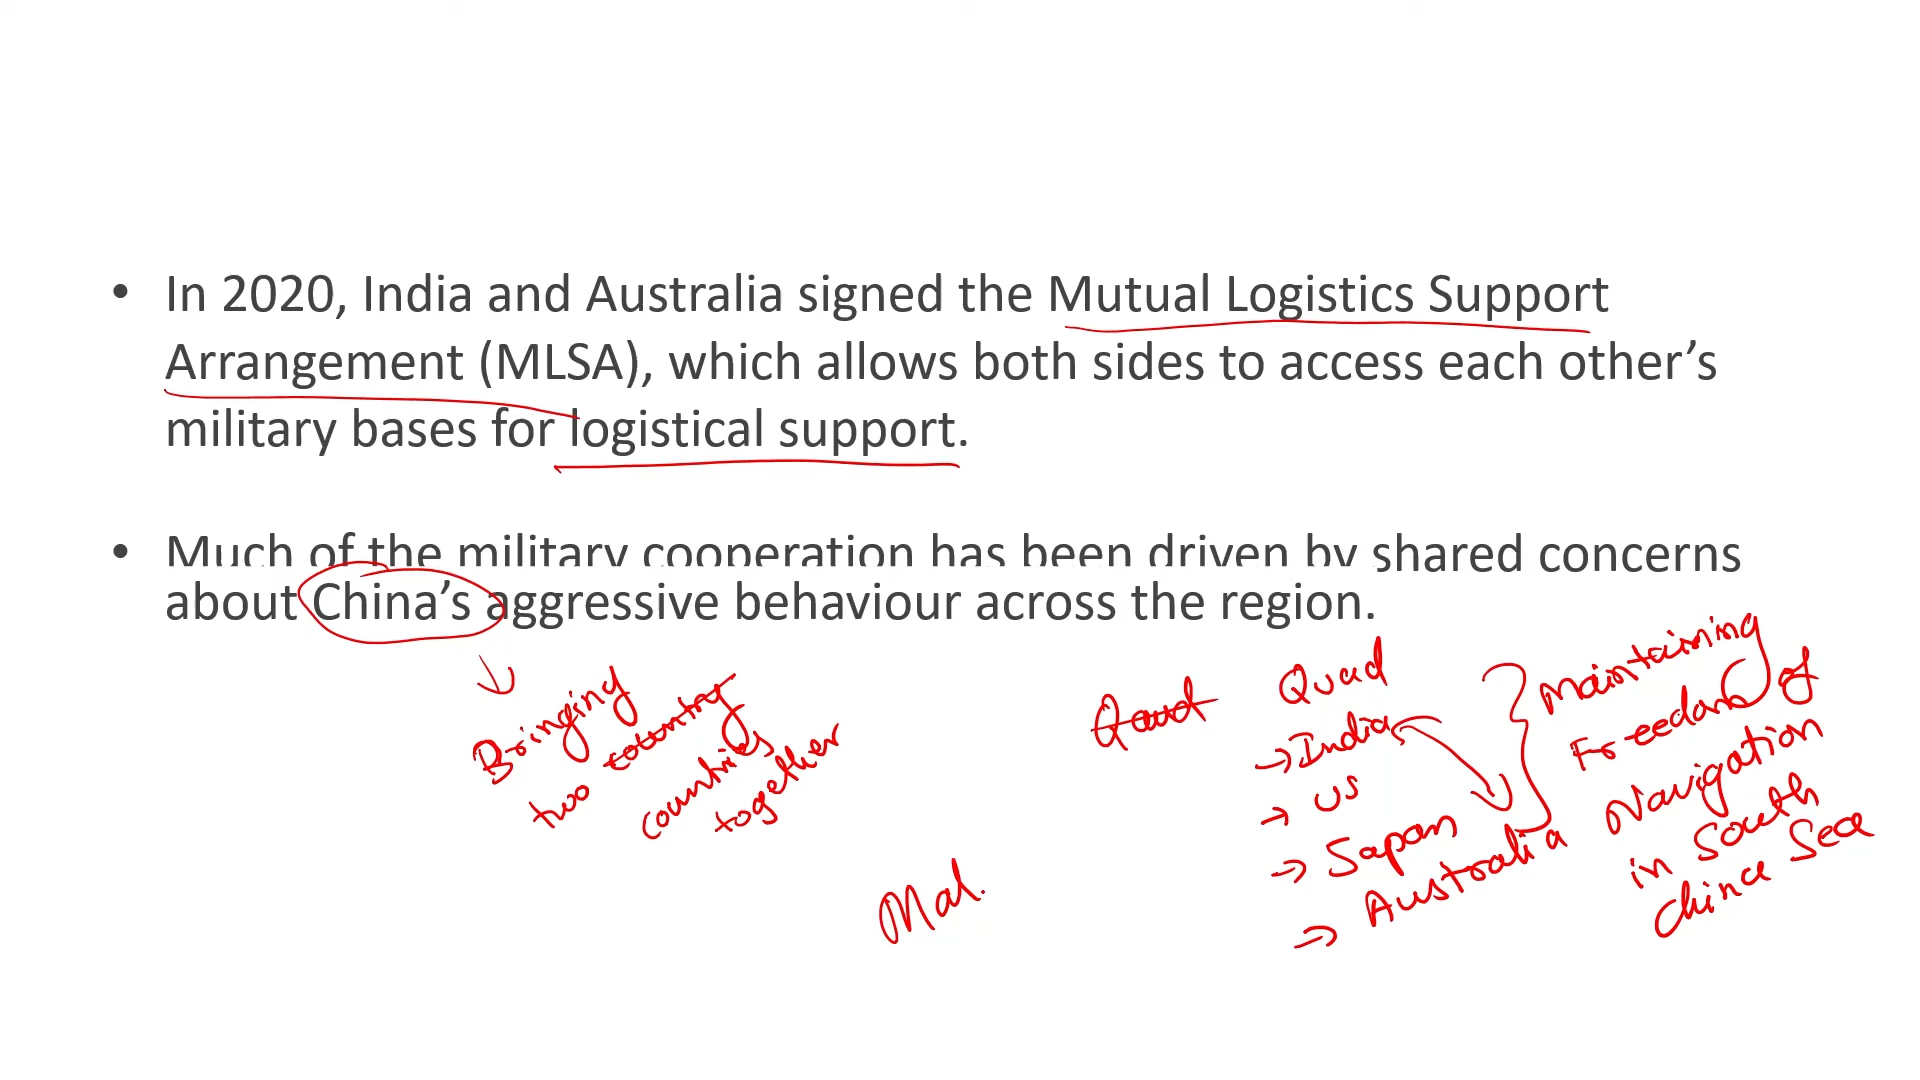 • In 2020, India and Australia signed the Mutual Logistics Support
Arrangement (MLSA), which allows both sides to access each other's
military bases for logistical support.
• Much of the military cooperation has been driven by shared concerns
about China's aggressive behaviour across the region.
Bringing
two country
countries
together
Quad
→ India
→ US
→ Japan
→ Australia
Maintaining
Freedom of
Navigation
in South
China Sea
Mal